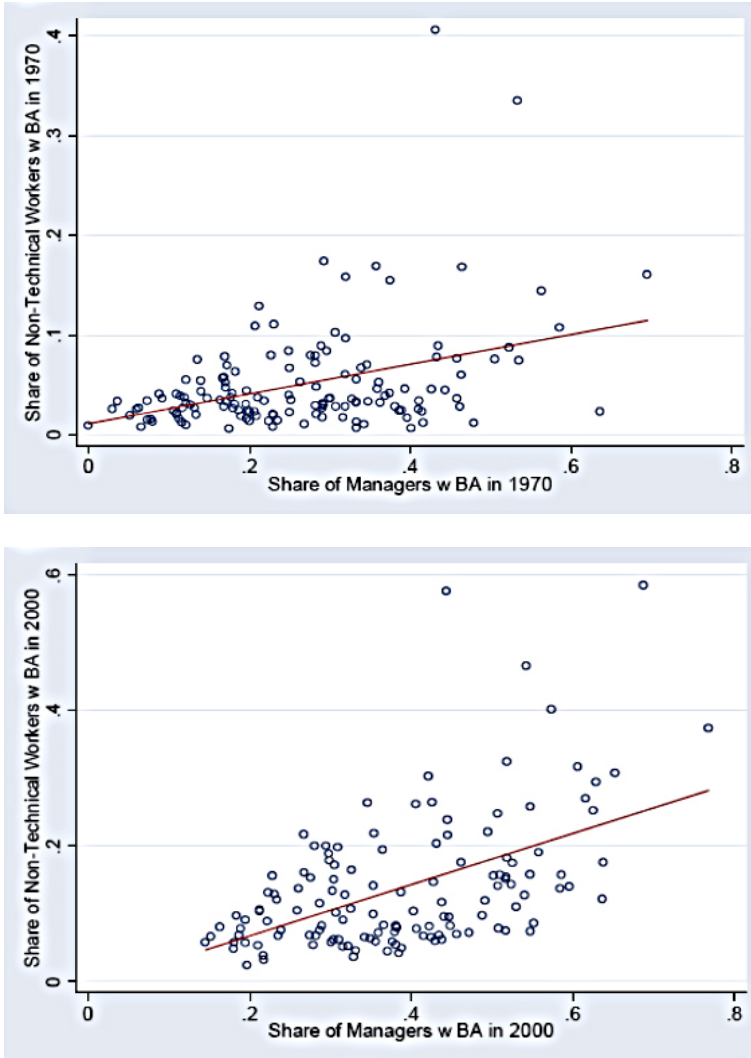 Share of Non-Technical Workers w BA in 1970
.4
.3
.2
.1
0
0 .2 .4 .6 .8
Share of Managers w BA in 1970
Share of Non-Technical Workers w BA in 2000
.6
.4
.2
0
0 .2 .4 .6 .8
Share of Managers w BA in 2000